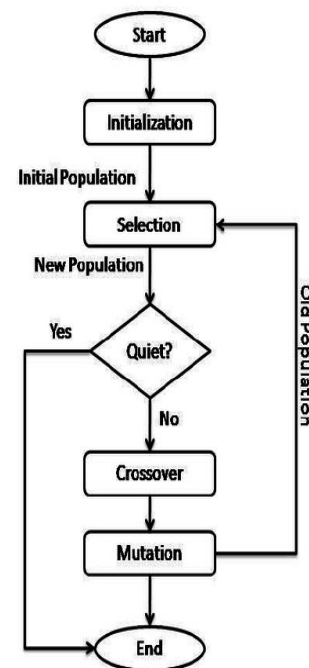 Start
Initialization
Initial Population
Selection
New Population
Yes
Quiet?
Old Population
No
Crossover
Mutation
End